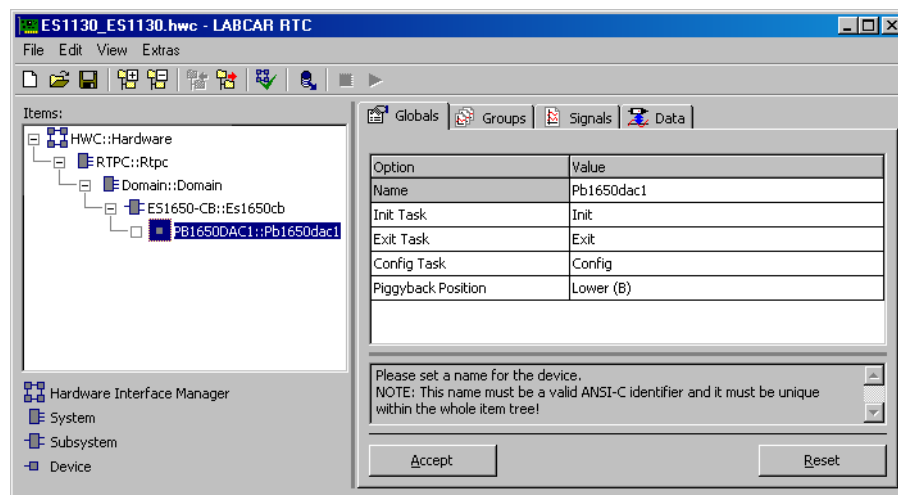 ES1130_ES1130.hwc - LABCAR RTC
File Edit View Extras
Items:
HWC::Hardware
RTPC::Rtpc
Domain::Domain
ES1650-CB::Es1650cb
PB1650DAC1::Pb1650dac1
Hardware Interface Manager
System
Subsystem
Device
Globals Groups Signals Data
Option Value
Name Pb1650dac1
Init Task Init
Exit Task Exit
Config Task Config
Piggyback Position Lower (B)
Please set a name for the device.
NOTE: This name must be a valid ANSI-C identifier and it must be unique
within the whole item tree!
Accept Reset